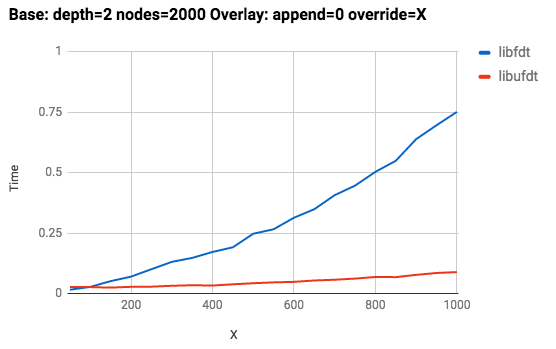 Base: depth=2 nodes=2000 Overlay: append=0 override=X
libfdt
libufdt
1
0.75
0.5
0.25
0
Time
200
400
600
800
1000
X